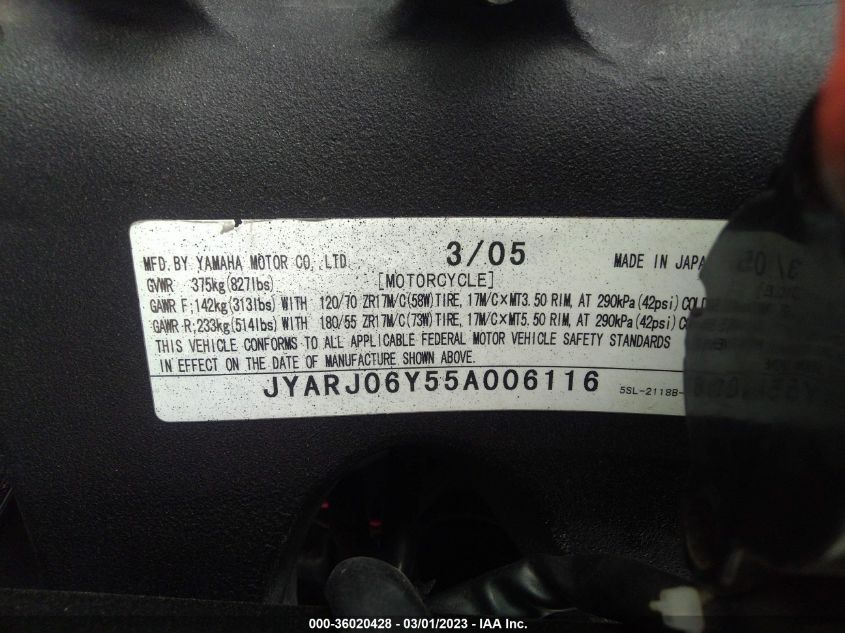 MFD. BY YAMAHA MOTOR CO., LTD. 3/05 MADE IN JAPA
GVWR 375kg(827lbs) [MOTORCYCLE]
GAWR F;142kg(313lbs) WITH 120/70 ZR17M/C(58W)TIRE, 17M/C×MT3.50 RIM, AT 290kPa(42psi) COLD
GAWR R;233kg(514lbs) WITH 180/55 ZR17M/C(73W)TIRE, 17M/C×MT5.50 RIM, AT 290kPa(42psi) C
THIS VEHICLE CONFORMS TO ALL APPLICABLE FEDERAL MOTOR VEHICLE SAFETY STANDARDS
IN EFFECT ON THE DATE OF MANUFACTURE SHOWN ABOVE.
JYARJ06Y55A006116 5SL-2118B-
000-36020428 - 03/01/2023 - IAA Inc.